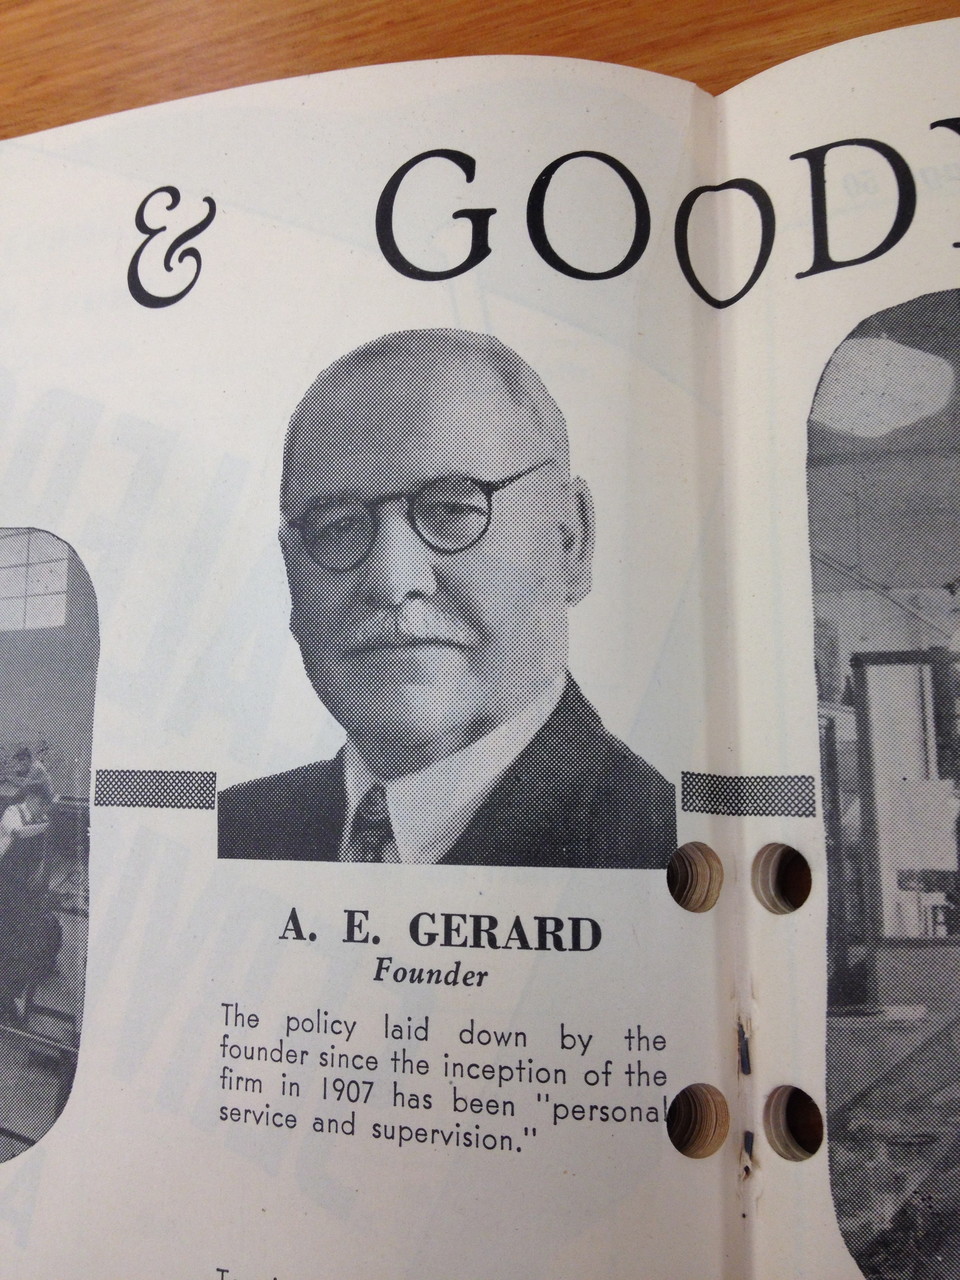 & GOOD
A. E. GERARD
Founder
The policy laid down by the
founder since the inception of the
firm in 1907 has been "personal
service and supervision."